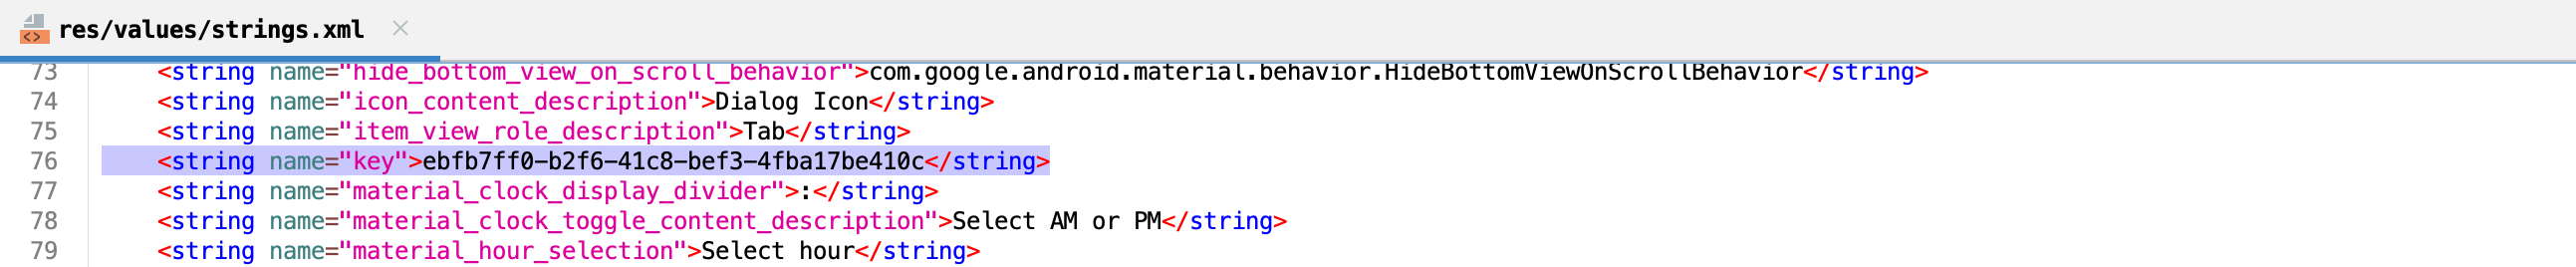 res/values/strings.xml
73 <string name="hide_bottom_view_on_scroll_behavior">com.google.android.material.behavior.HideBottomViewOnScrollBehavior</string>
74 <string name="icon_content_description">Dialog Icon</string>
75 <string name="item_view_role_description">Tab</string>
76 <string name="key">ebfb7ff0-b2f6-41c8-bef3-4fba17be410c</string>
77 <string name="material_clock_display_divider">:</string>
78 <string name="material_clock_toggle_content_description">Select AM or PM</string>
79 <string name="material_hour_selection">Select hour</string>